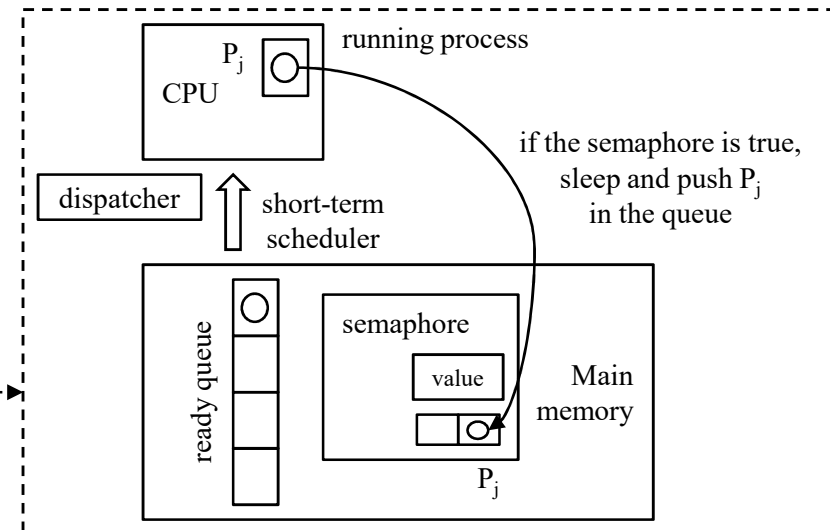 P_j
running process
CPU
if the semaphore is true,
sleep and push P_j
in the queue
dispatcher
short-term
scheduler
ready queue
semaphore
value
Main
memory
P_j